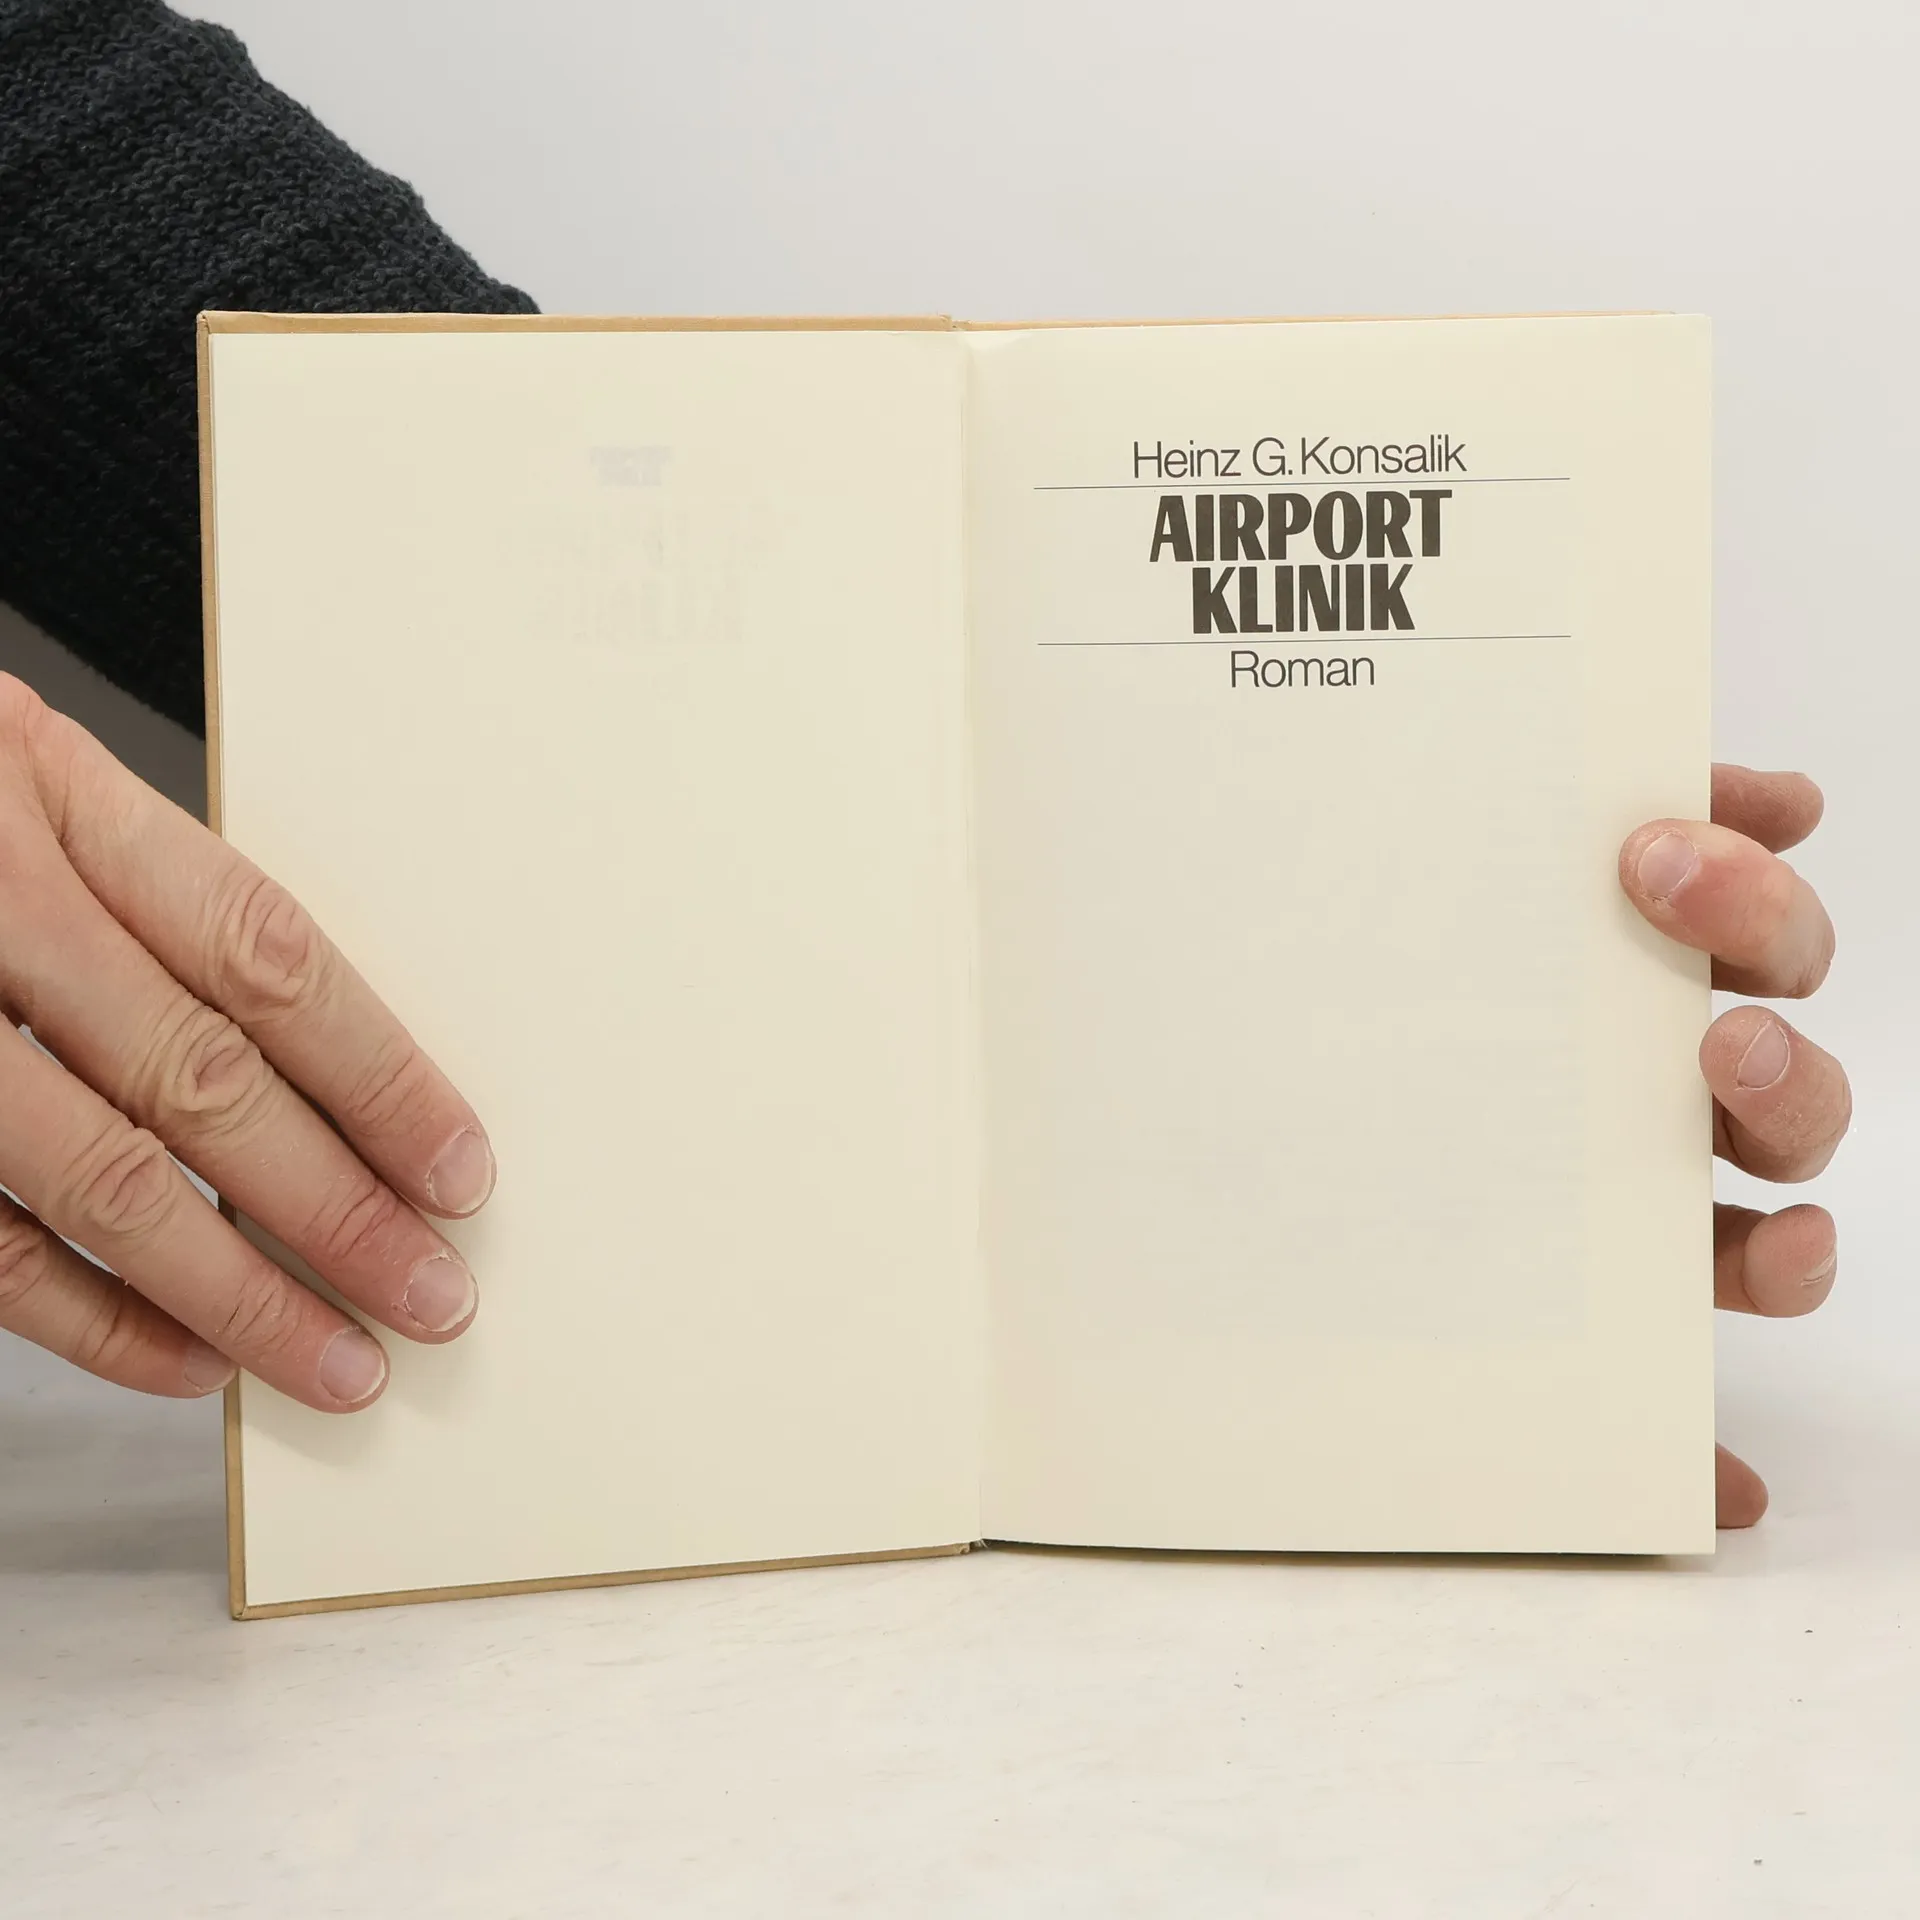 Heinz G. Konsalik
AIRPORT
KLINIK
Roman